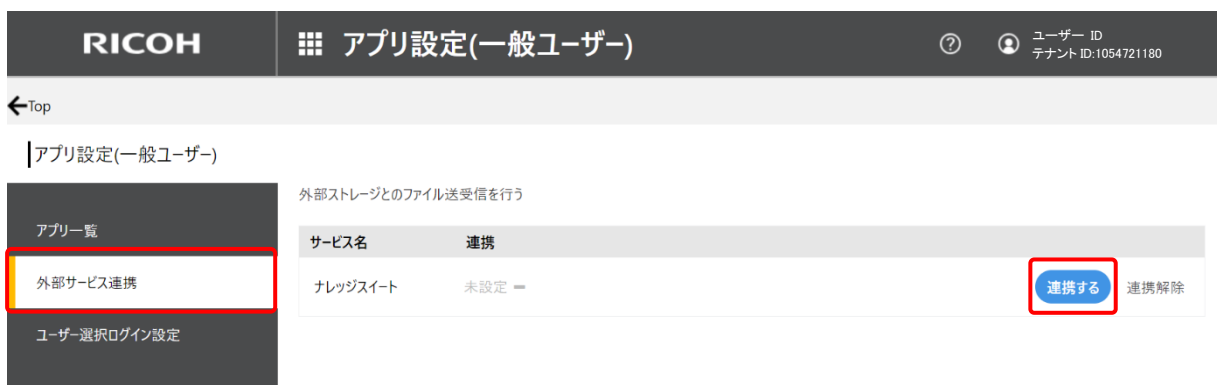 RICOH
アプリ設定(一般ユーザー)
ユーザー ID
テナント ID:1054721180
Top
アプリ設定(一般ユーザー)
アプリ一覧
外部サービス連携
ユーザー選択ログイン設定
外部ストレージとのファイル送受信を行う
サービス名 連携
ナレッジスイート 未設定 連携する 連携解除